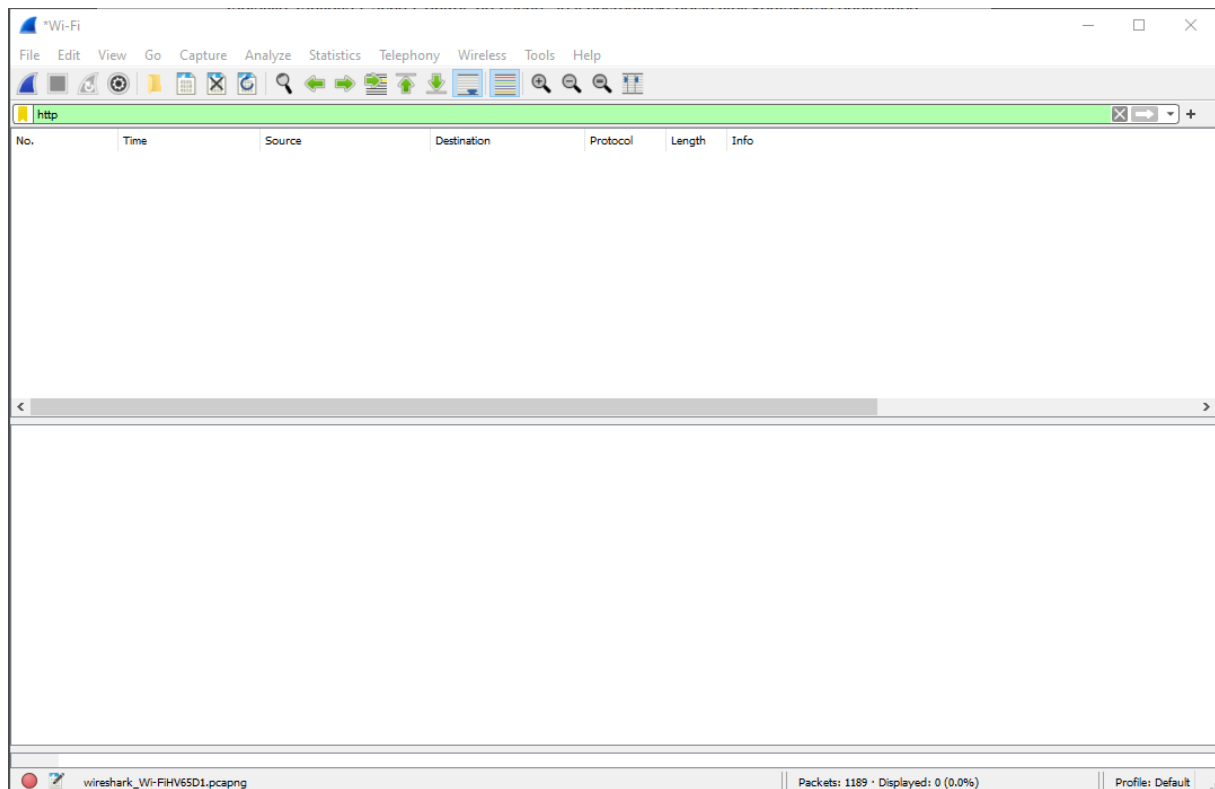 *Wi-Fi
File Edit View Go Capture Analyze Statistics Telephony Wireless Tools Help
http
No. Time Source Destination Protocol Length Info
wireshark_Wi-FiHV65D1.pcapng Packets: 1189 · Displayed: 0 (0.0%) Profile: Default